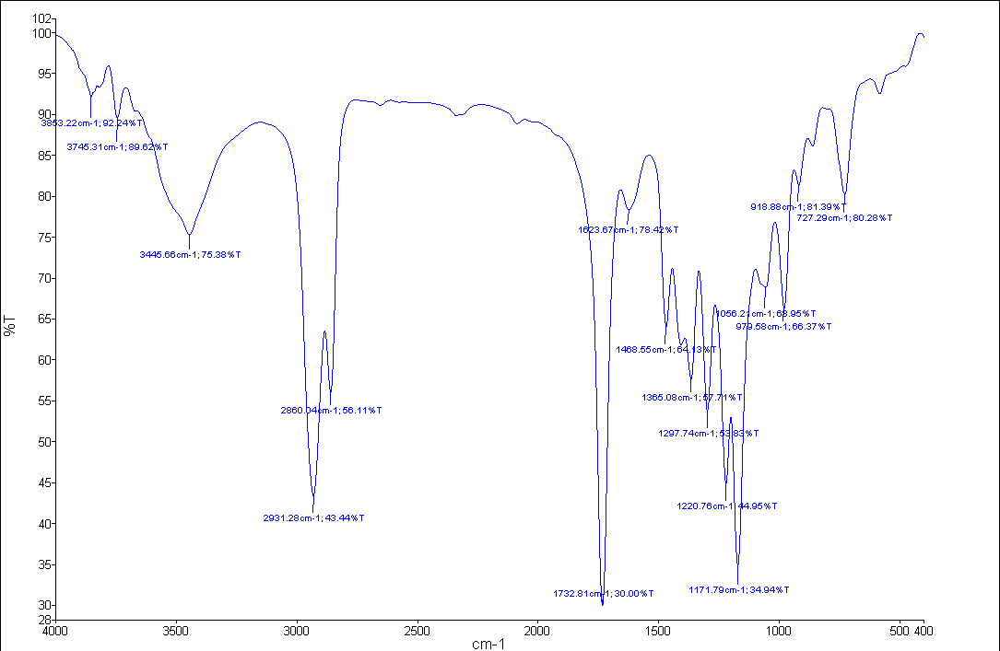 102
100
95
90
85
80
75
70
65
60
55
50
45
40
35
30
28
%T
3853.22cm-1; 92.24%T
3745.31cm-1; 89.62%T
3445.66cm-1; 75.38%T
2931.28cm-1; 43.44%T
2860.04cm-1; 56.11%T
1732.81cm-1; 30.00%T
1623.67cm-1; 78.42%T
1468.55cm-1; 64.13%T
1365.08cm-1; 57.71%T
1297.74cm-1; 53.83%T
1220.76cm-1; 44.95%T
1171.79cm-1; 34.94%T
1056.21cm-1; 68.95%T
979.58cm-1; 66.37%T
918.88cm-1; 81.39%T
727.29cm-1; 80.28%T
4000 3500 3000 2500 2000 1500 1000 500 400
cm-1